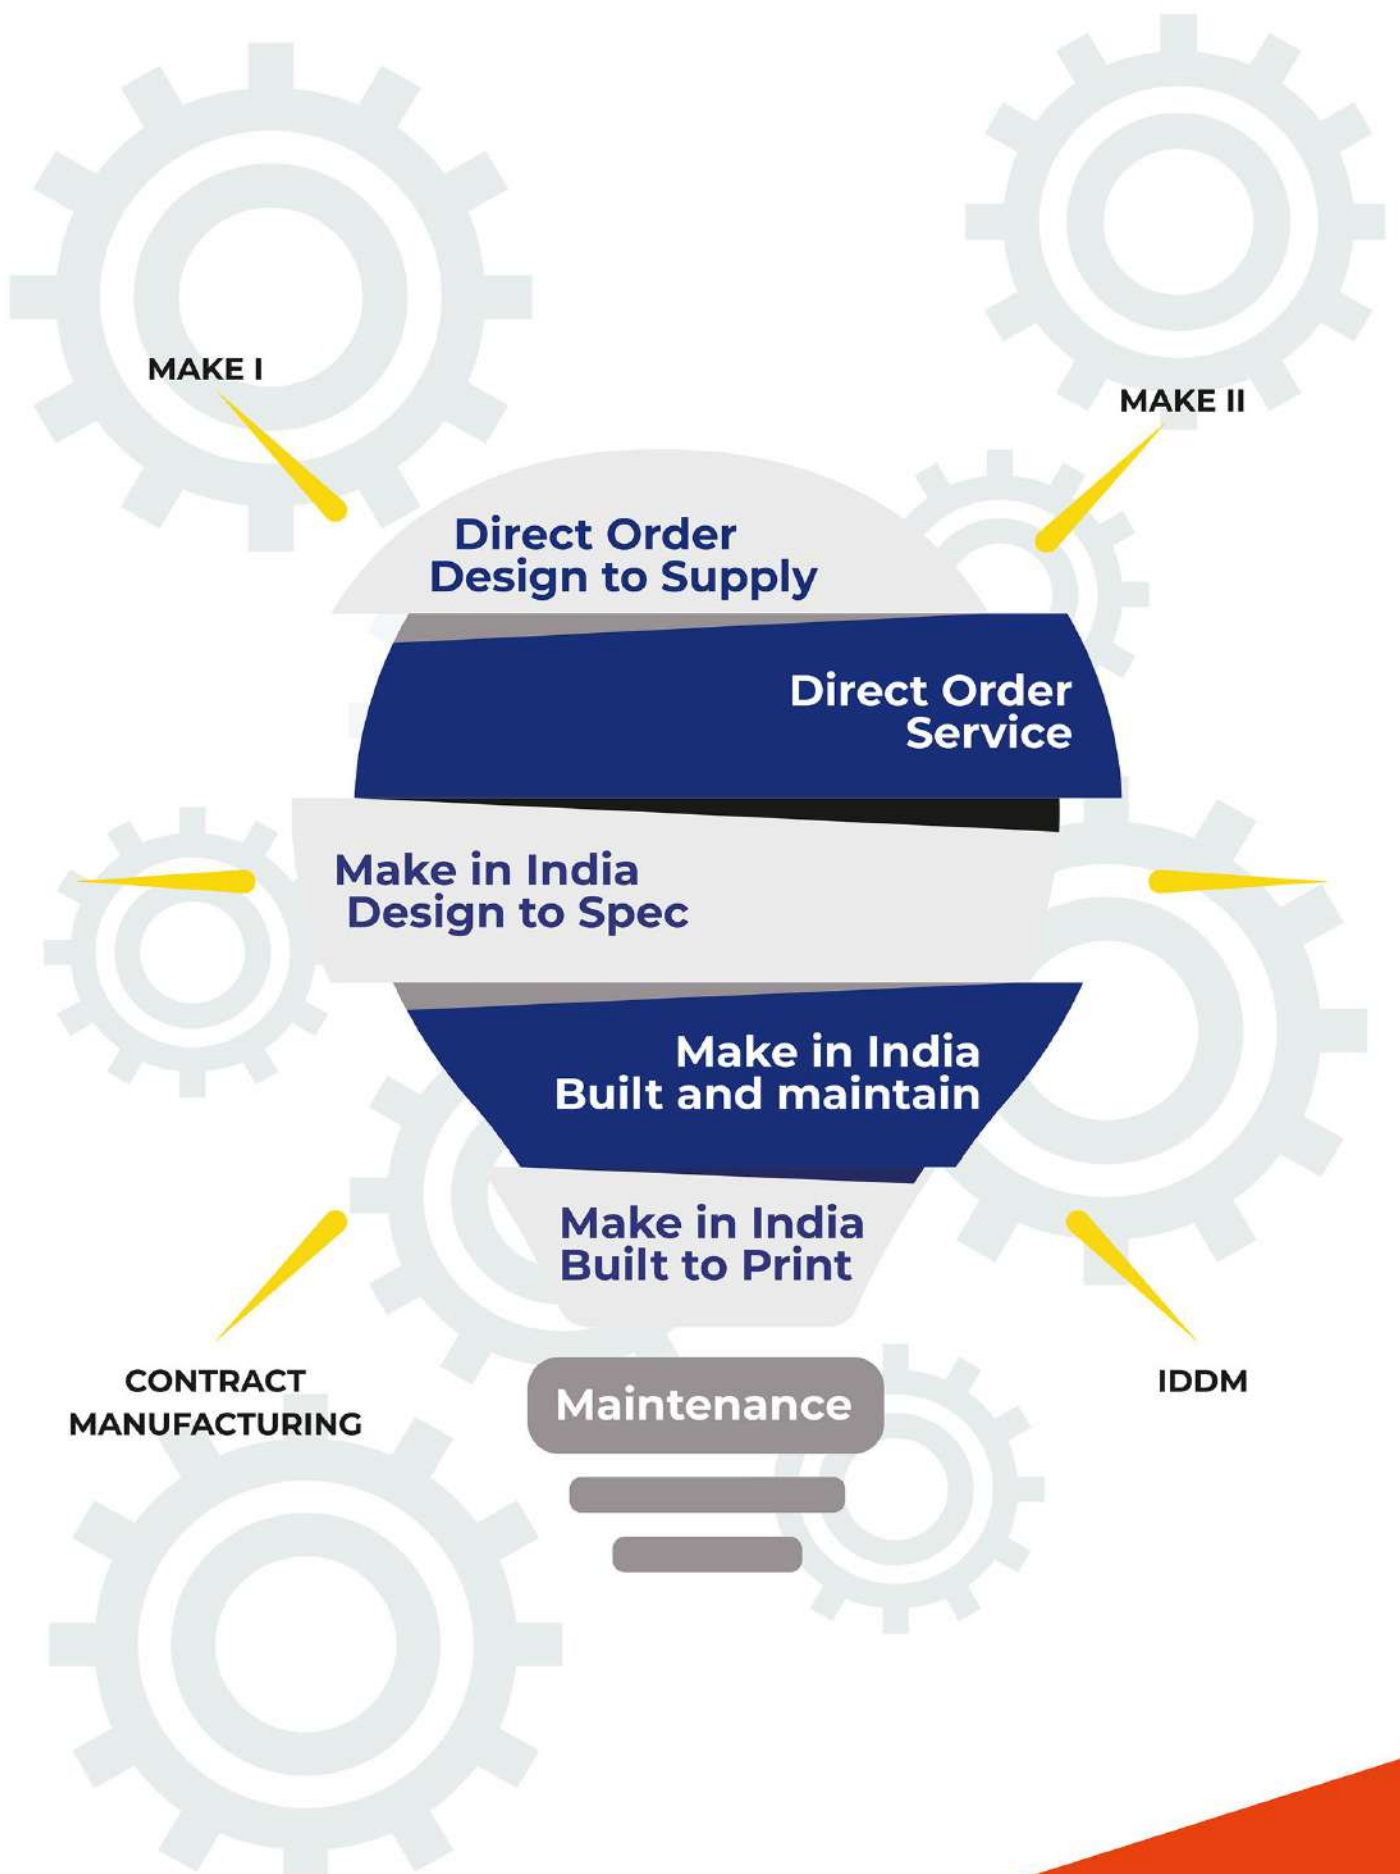 MAKE I
MAKE II
Direct Order
Design to Supply
Direct Order
Service
Make in India
Design to Spec
Make in India
Built and maintain
Make in India
Built to Print
CONTRACT
MANUFACTURING
IDDM
Maintenance